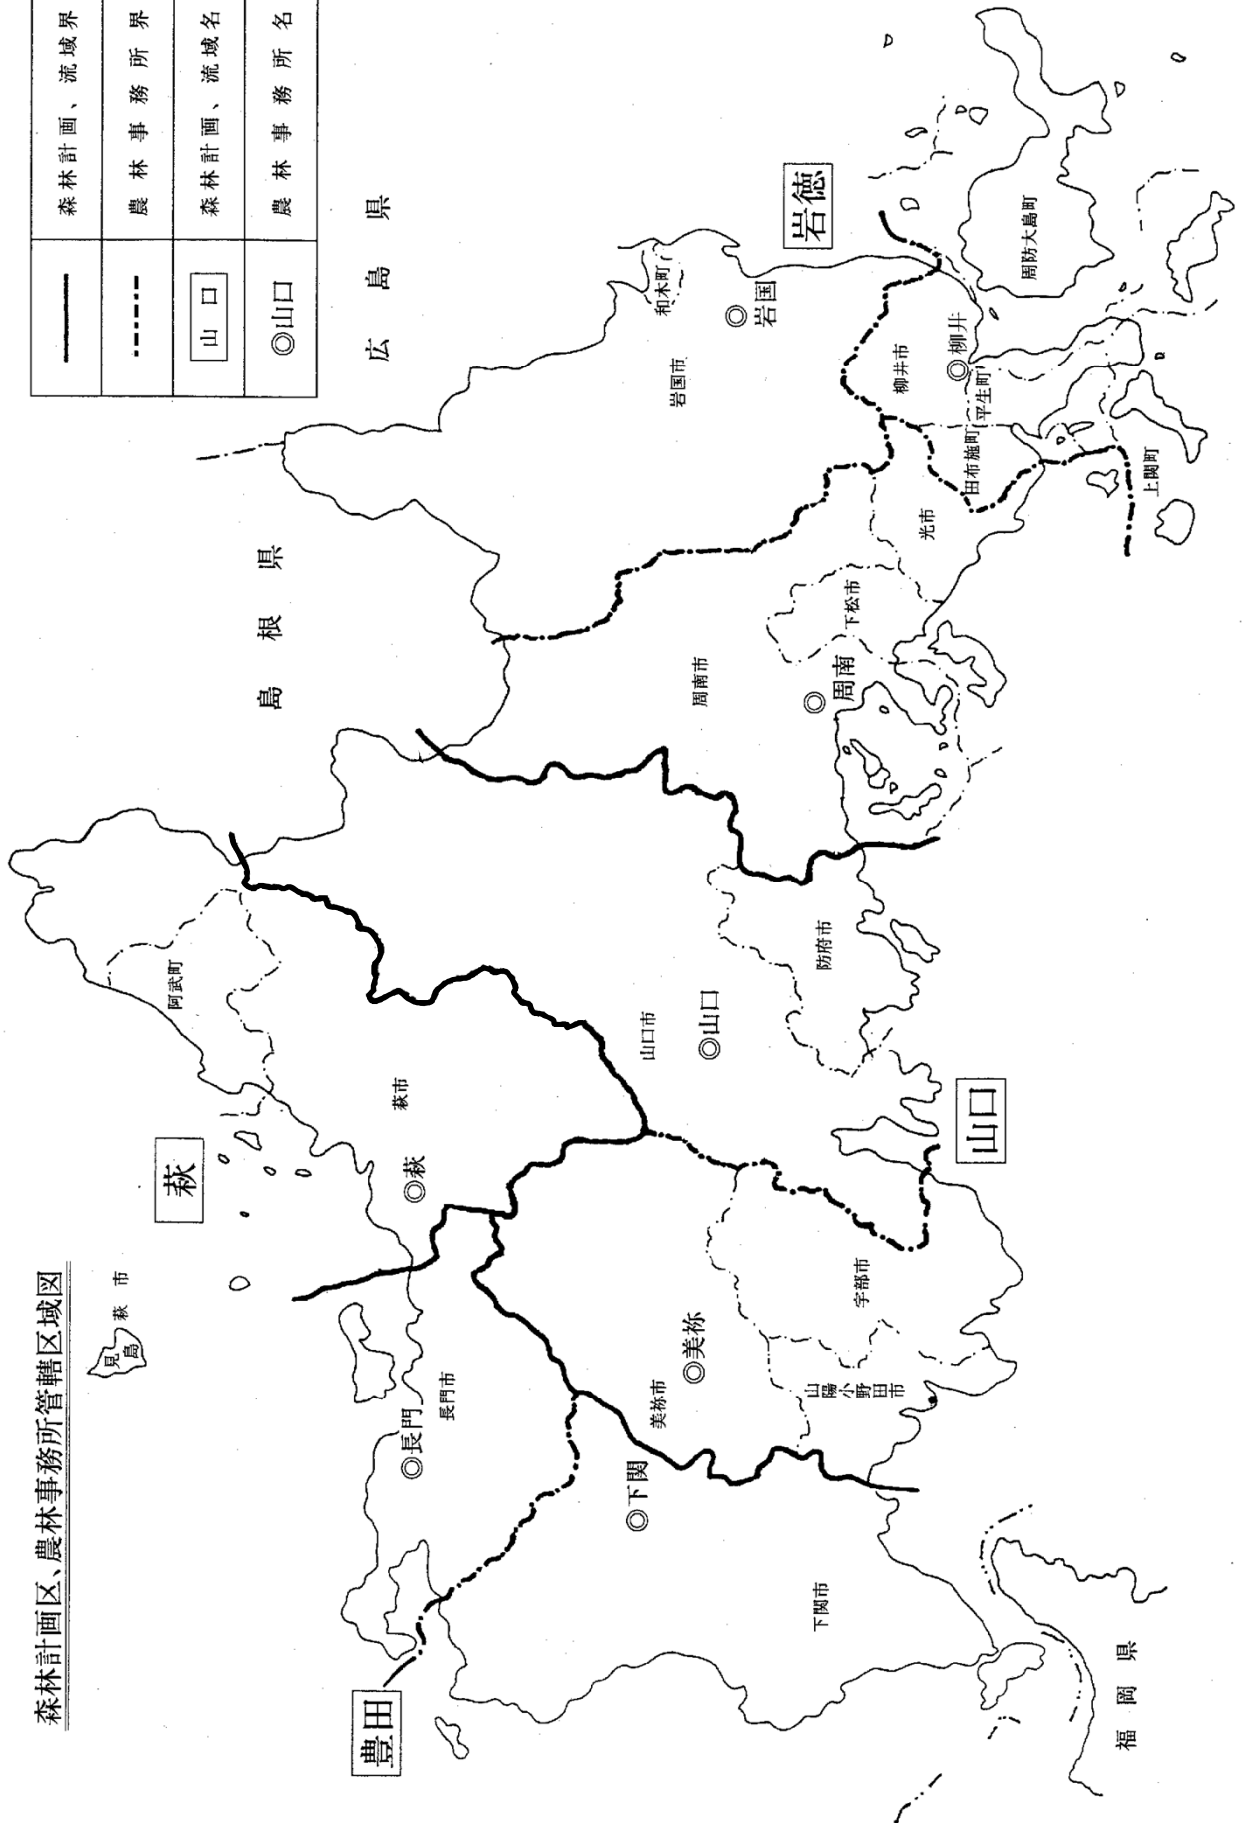 森林計画区、農林事務所管轄区域図
森林計画、流域界
農林事務所界
山口
森林計画、流域名
◎山口
農林事務所名
島根県
広島県
福岡県
見島
萩市
萩
豊田
山口
岩徳
阿武町
萩市
◎萩
◎長門
長門市
◎下関
下関市
美祢市
◎美祢
山陽小野田市
宇部市
山口市
◎山口
防府市
周南市
◎周南
下松市
光市
岩国市
和木町
◎岩国
柳井市
◎柳井
平生町
田布施町
上関町
周防大島町